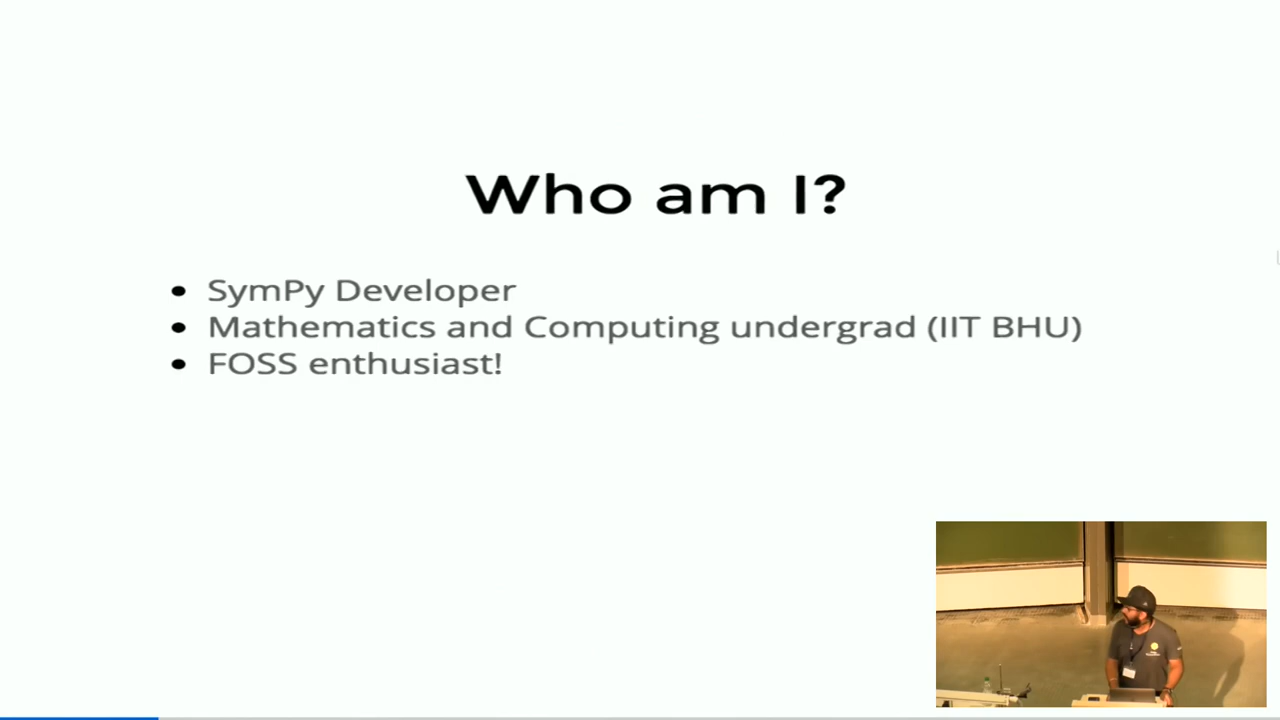 Who am I?
SymPy Developer
Mathematics and Computing undergrad (IIT BHU)
FOSS enthusiast!